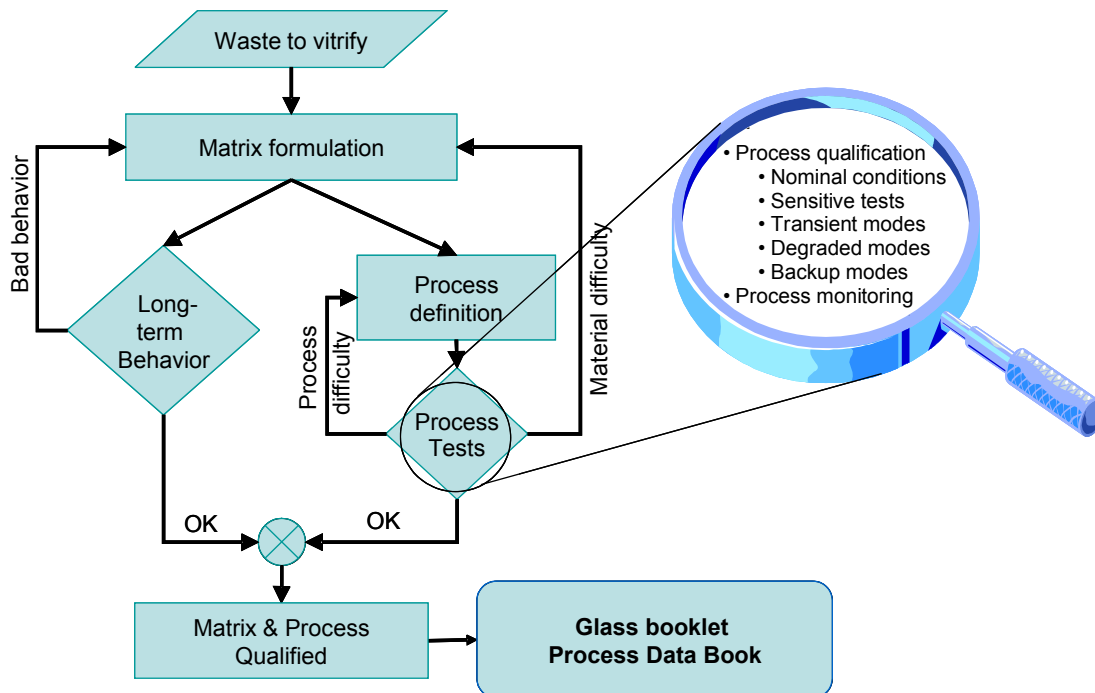 Waste to vitrify
Matrix formulation
Bad behavior
Long-
term
Behavior
Process
definition
Process
difficulty
Material difficulty
Process
Tests
OK
OK
Matrix & Process
Qualified
Glass booklet
Process Data Book
• Process qualification
• Nominal conditions
• Sensitive tests
• Transient modes
• Degraded modes
• Backup modes
• Process monitoring